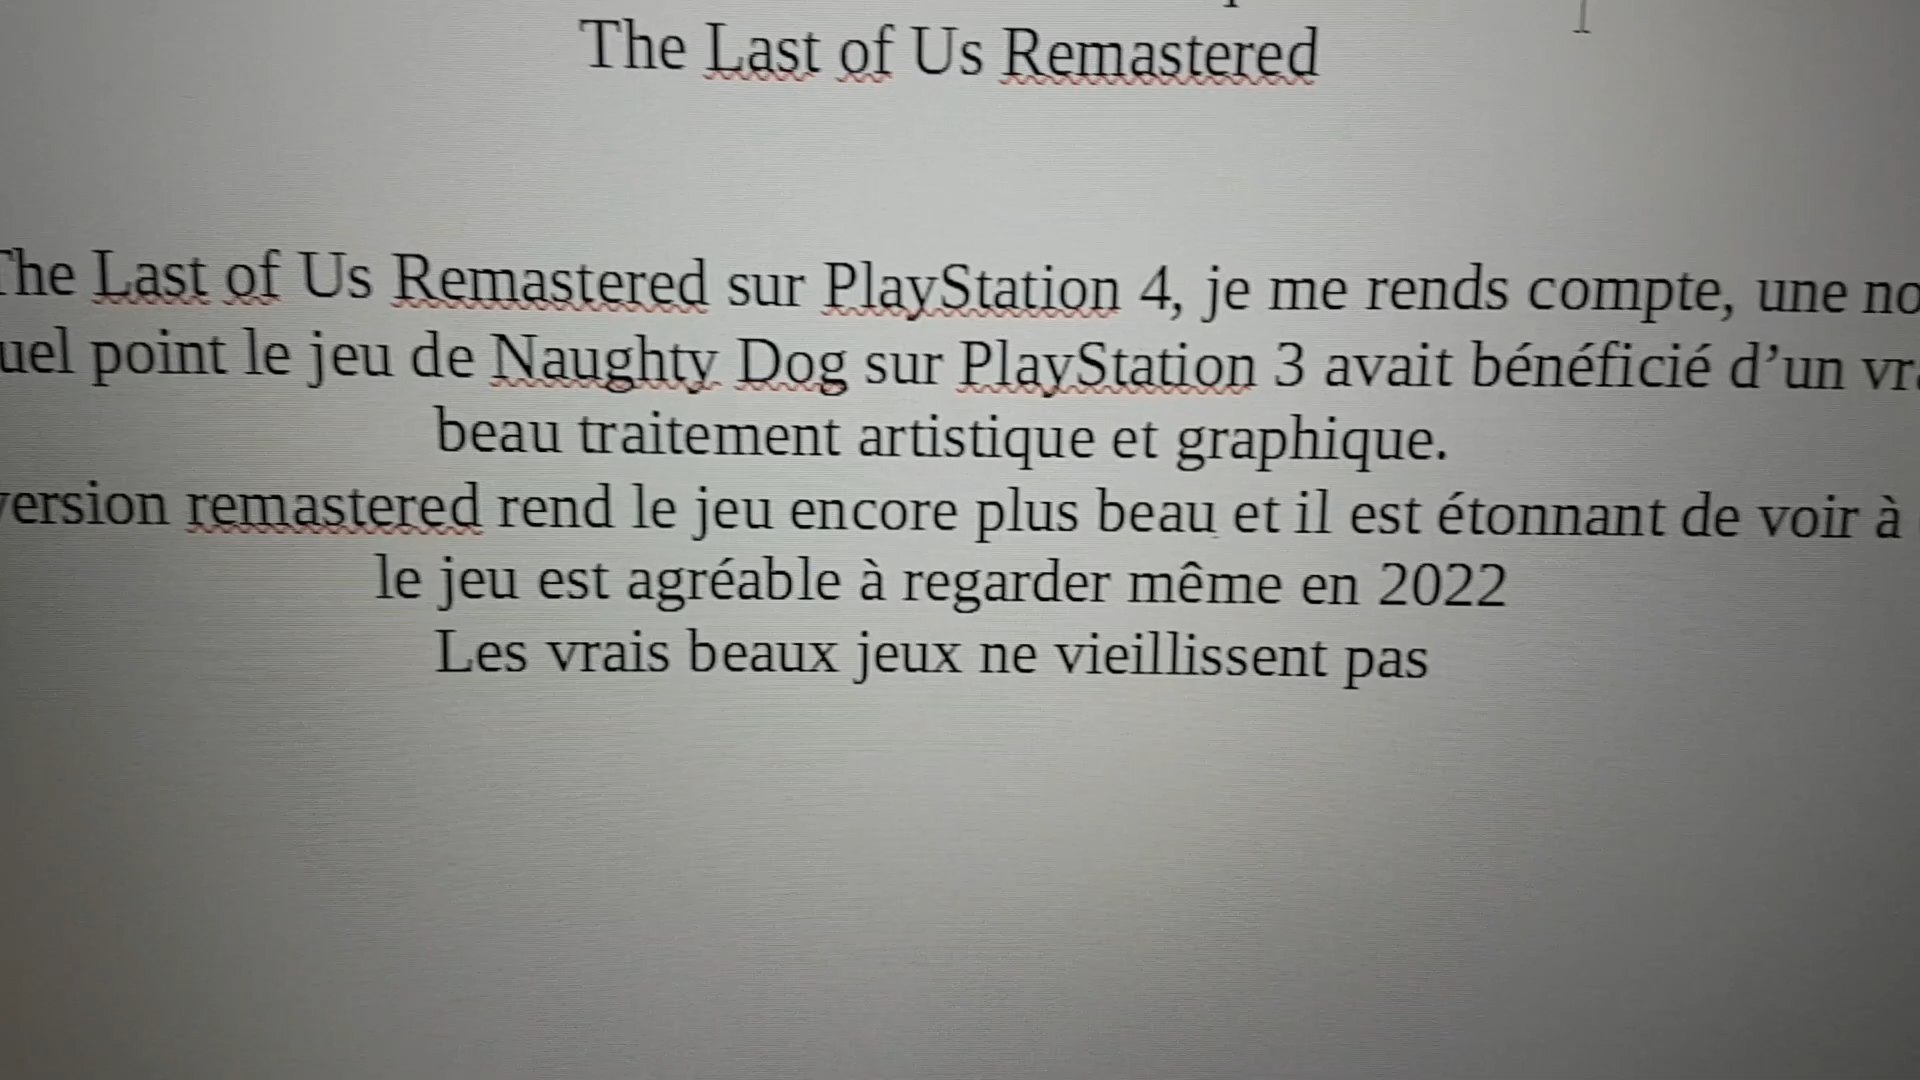 The Last of Us Remastered
The Last of Us Remastered sur PlayStation 4, je me rends compte, une
point le jeu de Naughty Dog sur PlayStation 3 avait bénéficié d’un
beau traitement artistique et graphique.
version remastered rend le jeu encore plus beau et il est étonnant de voir à
le jeu est agréable à regarder même en 2022
Les vrais beaux jeux ne vieillissent pas